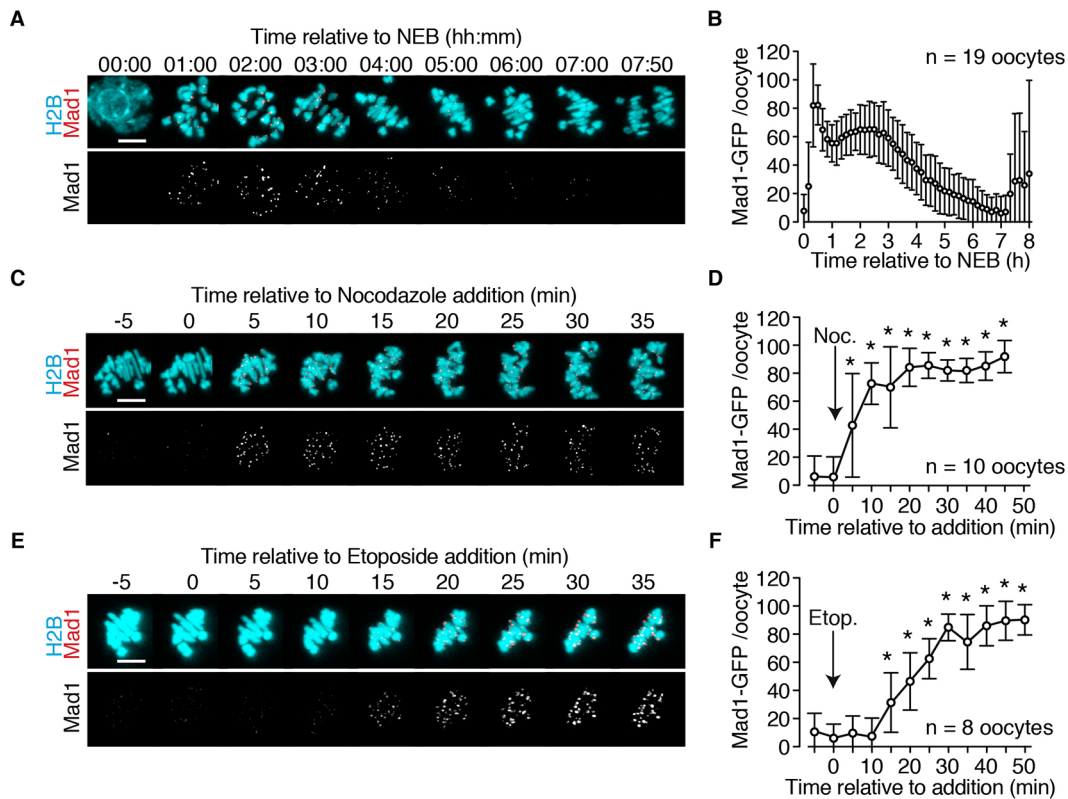 A
Time relative to NEB (hh:mm)
00:00 01:00 02:00 03:00 04:00 05:00 06:00 07:00 07:50
H2B
Mad1
Mad1
B
n = 19 oocytes
Mad1-GFP /oocyte
120
100
80
60
40
20
0
0 1 2 3 4 5 6 7 8
Time relative to NEB (h)
C
Time relative to Nocodazole addition (min)
-5 0 5 10 15 20 25 30 35
H2B
Mad1
Mad1
D
Noc.
* * * * * * * * *
n = 10 oocytes
Mad1-GFP /oocyte
120
100
80
60
40
20
0
0 10 20 30 40 50
Time relative to addition (min)
E
Time relative to Etoposide addition (min)
-5 0 5 10 15 20 25 30 35
H2B
Mad1
Mad1
F
Etop.
* * * * * * * *
n = 8 oocytes
Mad1-GFP /oocyte
120
100
80
60
40
20
0
0 10 20 30 40 50
Time relative to addition (min)